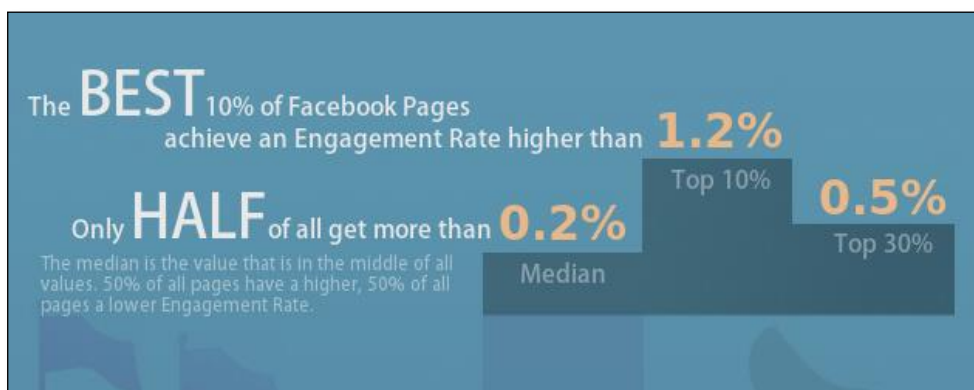 The BEST 10% of Facebook Pages
achieve an Engagement Rate higher than 1.2%
Top 10%
0.5%
Top 30%
Only HALF of all get more than 0.2%
Median
The median is the value that is in the middle of all
values. 50% of all pages have a higher, 50% of all
pages a lower Engagement Rate.